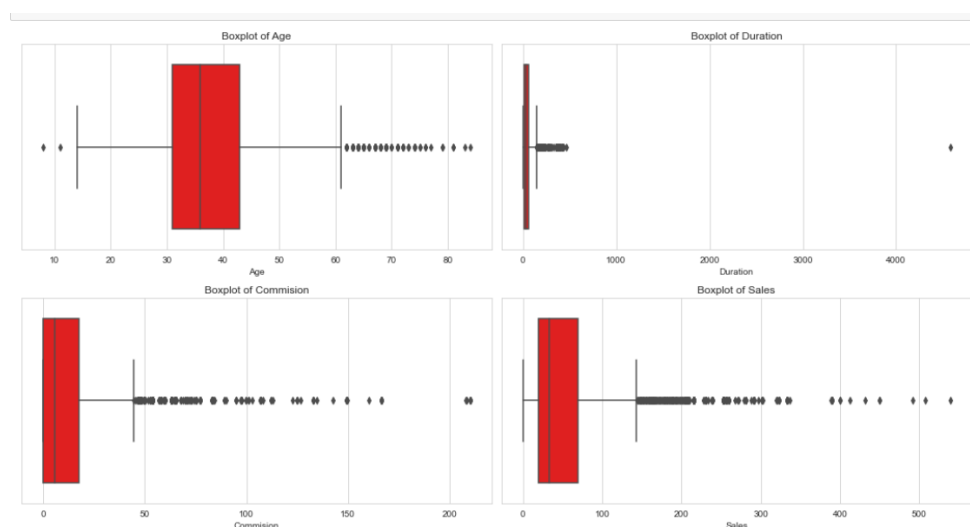 Boxplot of Age
10 20 30 40 50 60 70 80
Age
Boxplot of Duration
0 1000 2000 3000 4000
Duration
Boxplot of Commision
0 50 100 150 200
Commision
Boxplot of Sales
0 100 200 300 400 500
Sales